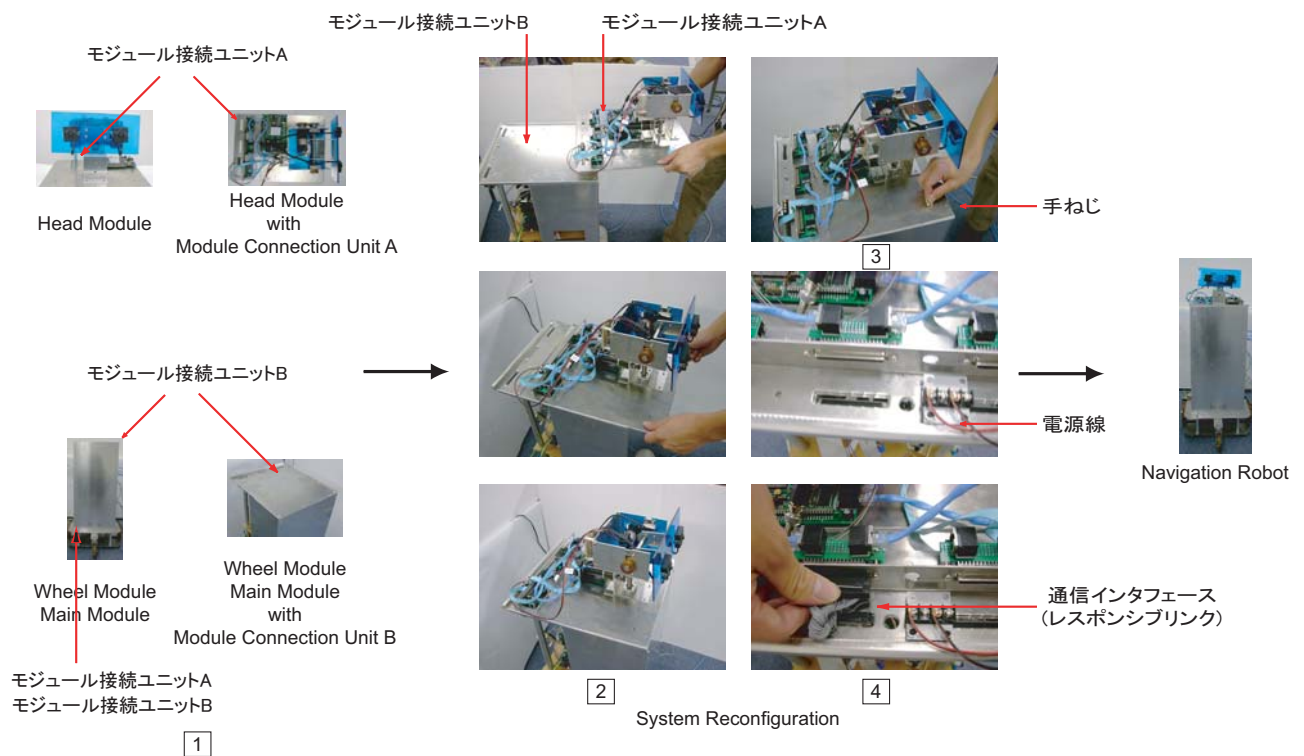 モジュール接続ユニットB
モジュール接続ユニットA
モジュール接続ユニットA
Head Module
Head Module
with
Module Connection Unit A
モジュール接続ユニットB
Wheel Module
Main Module
Wheel Module
Main Module
with
Module Connection Unit B
モジュール接続ユニットA
モジュール接続ユニットB
1
2
手ねじ
3
電源線
通信インタフェース
(レスポンシブリンク)
4
System Reconfiguration
Navigation Robot